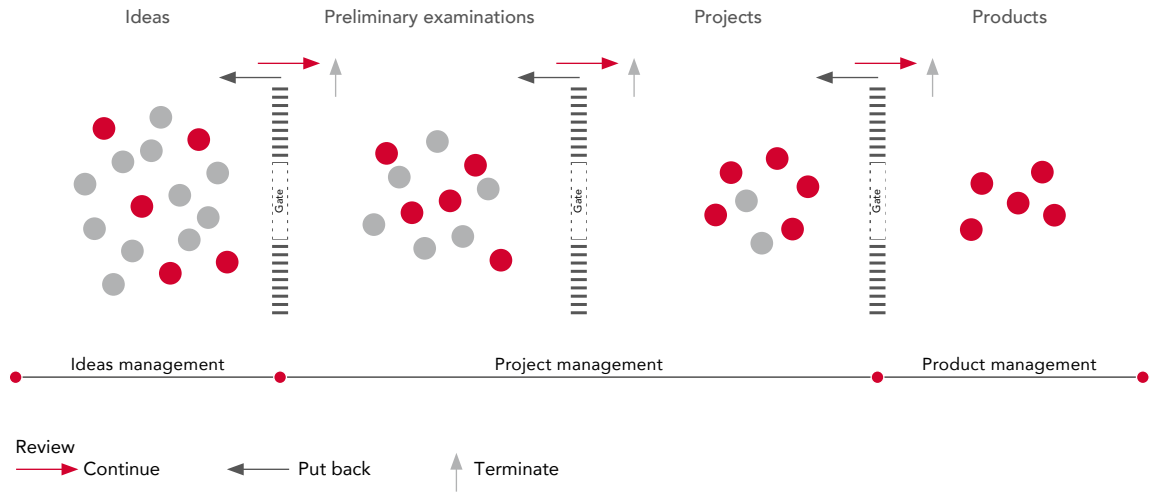 Ideas
Preliminary examinations
Projects
Products
Gate
Gate
Gate
Ideas management
Project management
Product management
Review
Continue
Put back
Terminate